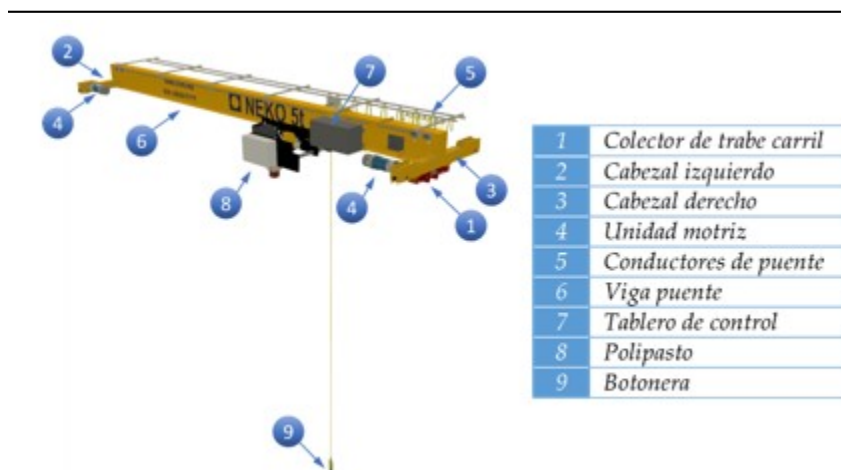 2
7
5
NEKO 5t
4
6
8
4
3
1
9
1 Colector de trabe carril
2 Cabezal izquierdo
3 Cabezal derecho
4 Unidad motriz
5 Conductores de puente
6 Viga puente
7 Tablero de control
8 Polipasto
9 Botonera